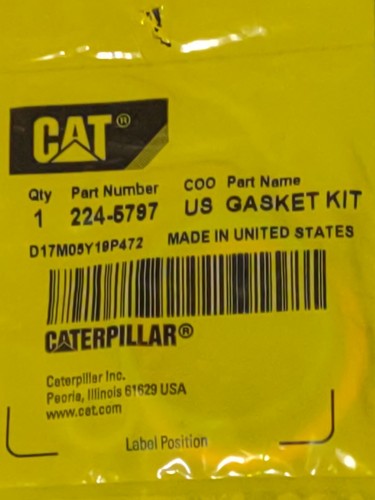 CAT®
Qty Part Number COO Part Name
1 224-5797 US GASKET KIT
D17M05Y19P472 MADE IN UNITED STATES
CATERPILLAR®
Caterpillar Inc.
Peoria, Illinois 61629 USA
www.cat.com
Label Position